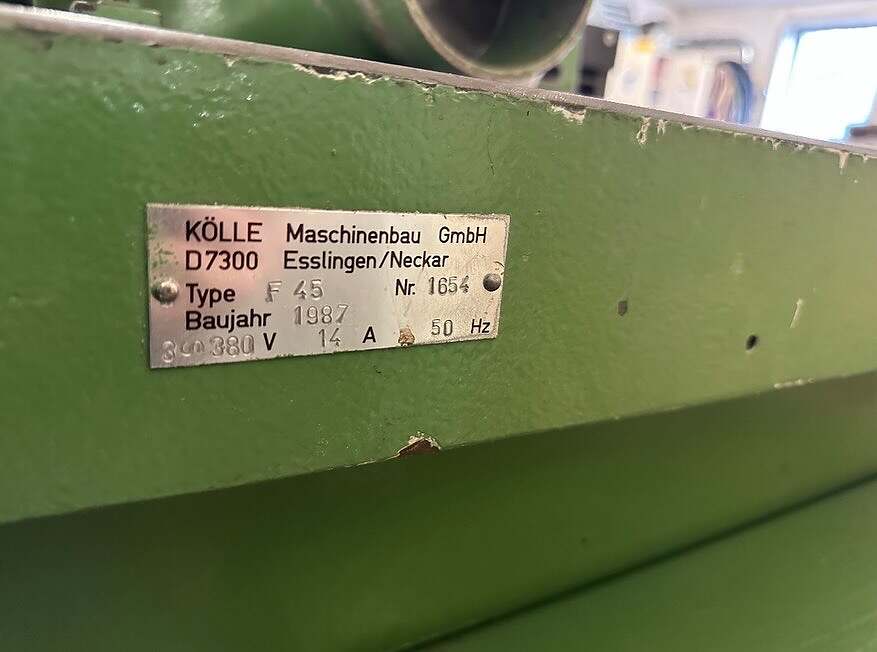 KÖLLE Maschinenbau GmbH
D7300 Esslingen/Neckar
Type F 45 Nr. 1654
Baujahr 1987
3∽380 V 14 A 50 Hz